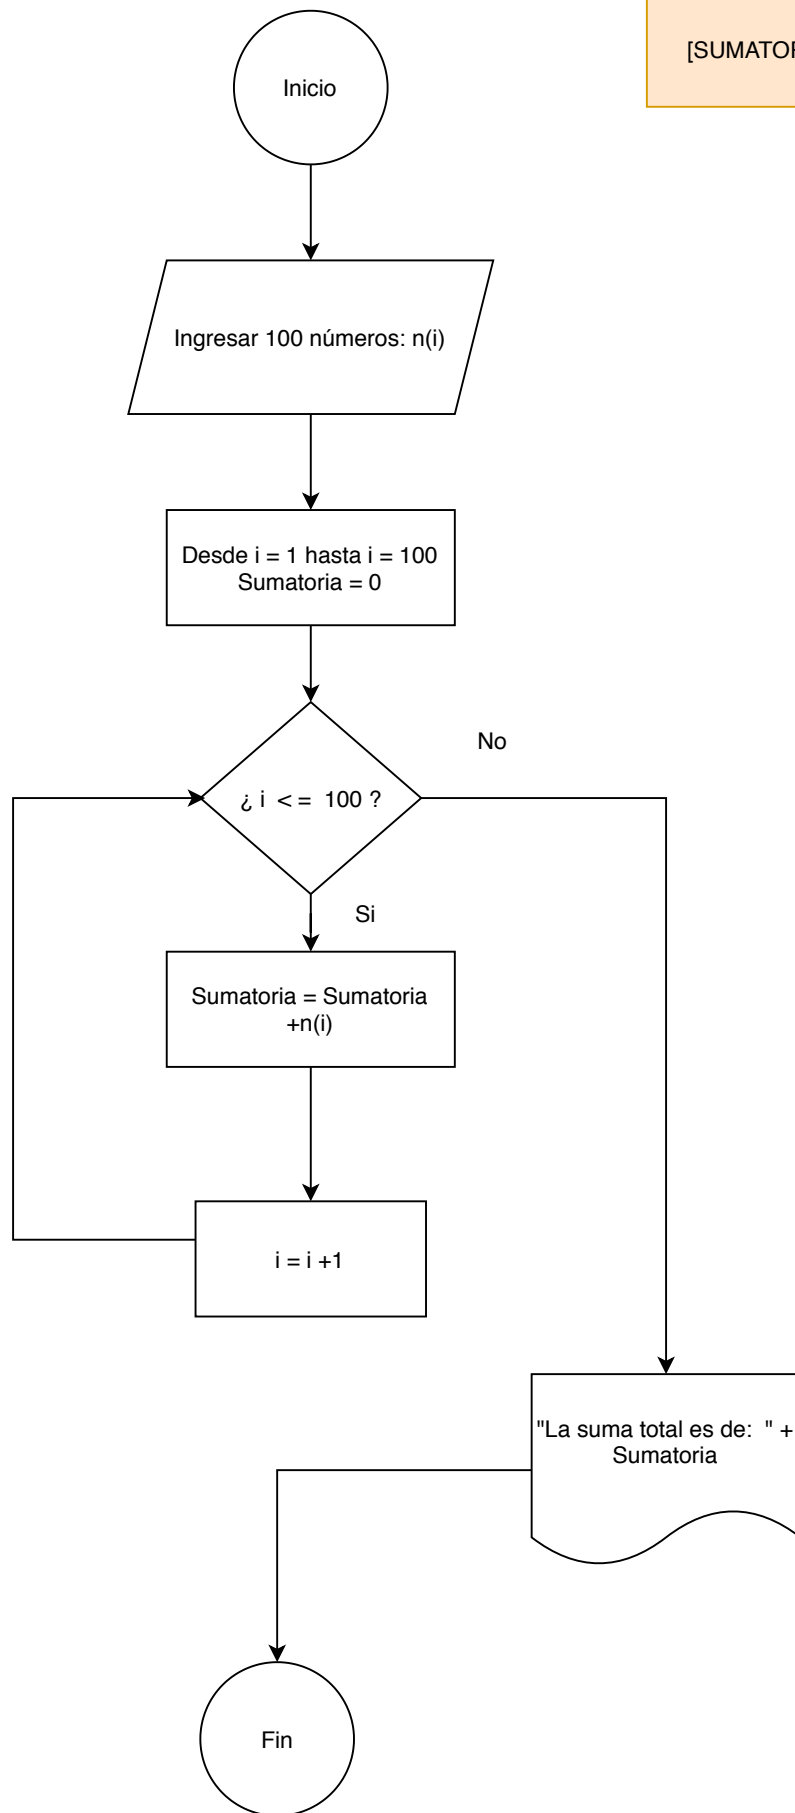 Inicio
Ingresar 100 números: n(i)
Desde i = 1 hasta i = 100
Sumatoria = 0
No
¿ i < = 100 ?
Si
Sumatoria = Sumatoria
+n(i)
i = i +1
"La suma total es de: " +
Sumatoria
Fin